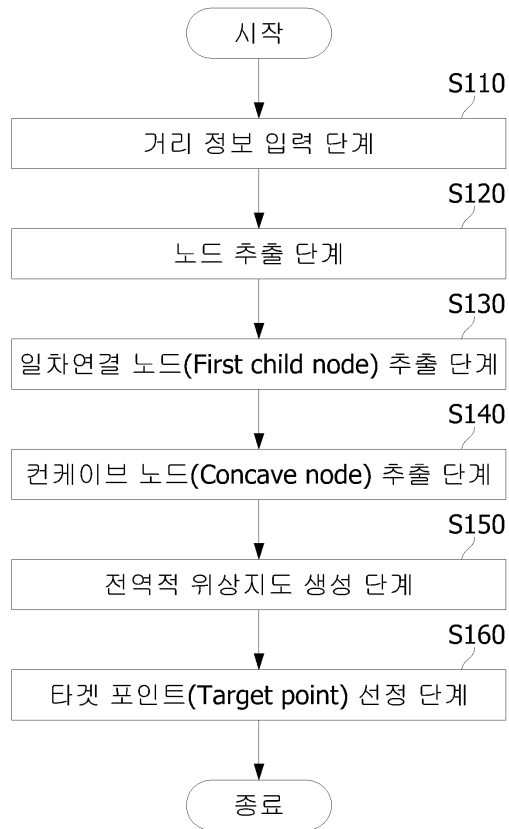 시작
S110
거리 정보 입력 단계
S120
노드 추출 단계
S130
일차연결 노드(First child node) 추출 단계
S140
컨케이브 노드(Concave node) 추출 단계
S150
전역적 위상지도 생성 단계
S160
타겟 포인트(Target point) 선정 단계
종료